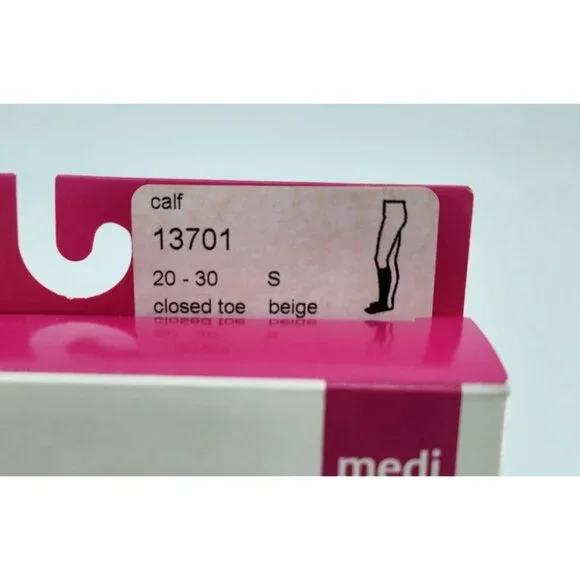 calf
13701
20 - 30 S
closed toe beige
medi